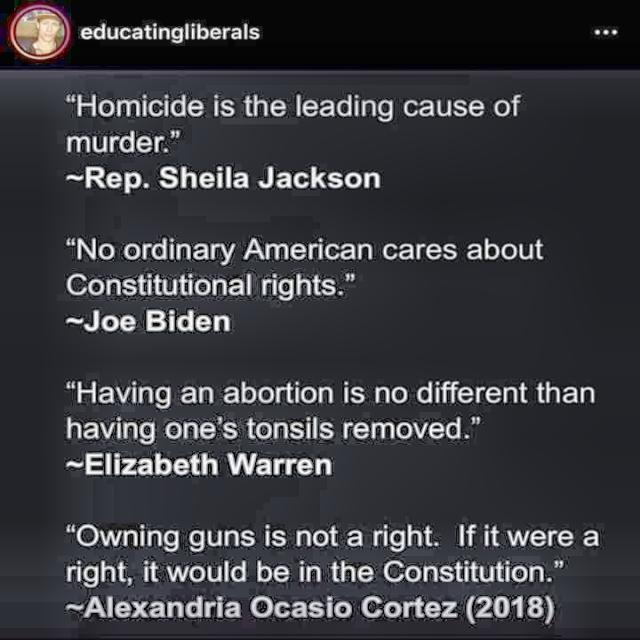 educatingliberals
“Homicide is the leading cause of
murder.”
~Rep. Sheila Jackson
“No ordinary American cares about
Constitutional rights.”
~Joe Biden
“Having an abortion is no different than
having one’s tonsils removed.”
~Elizabeth Warren
“Owning guns is not a right.  If it were a
right, it would be in the Constitution.”
~Alexandria Ocasio Cortez (2018)